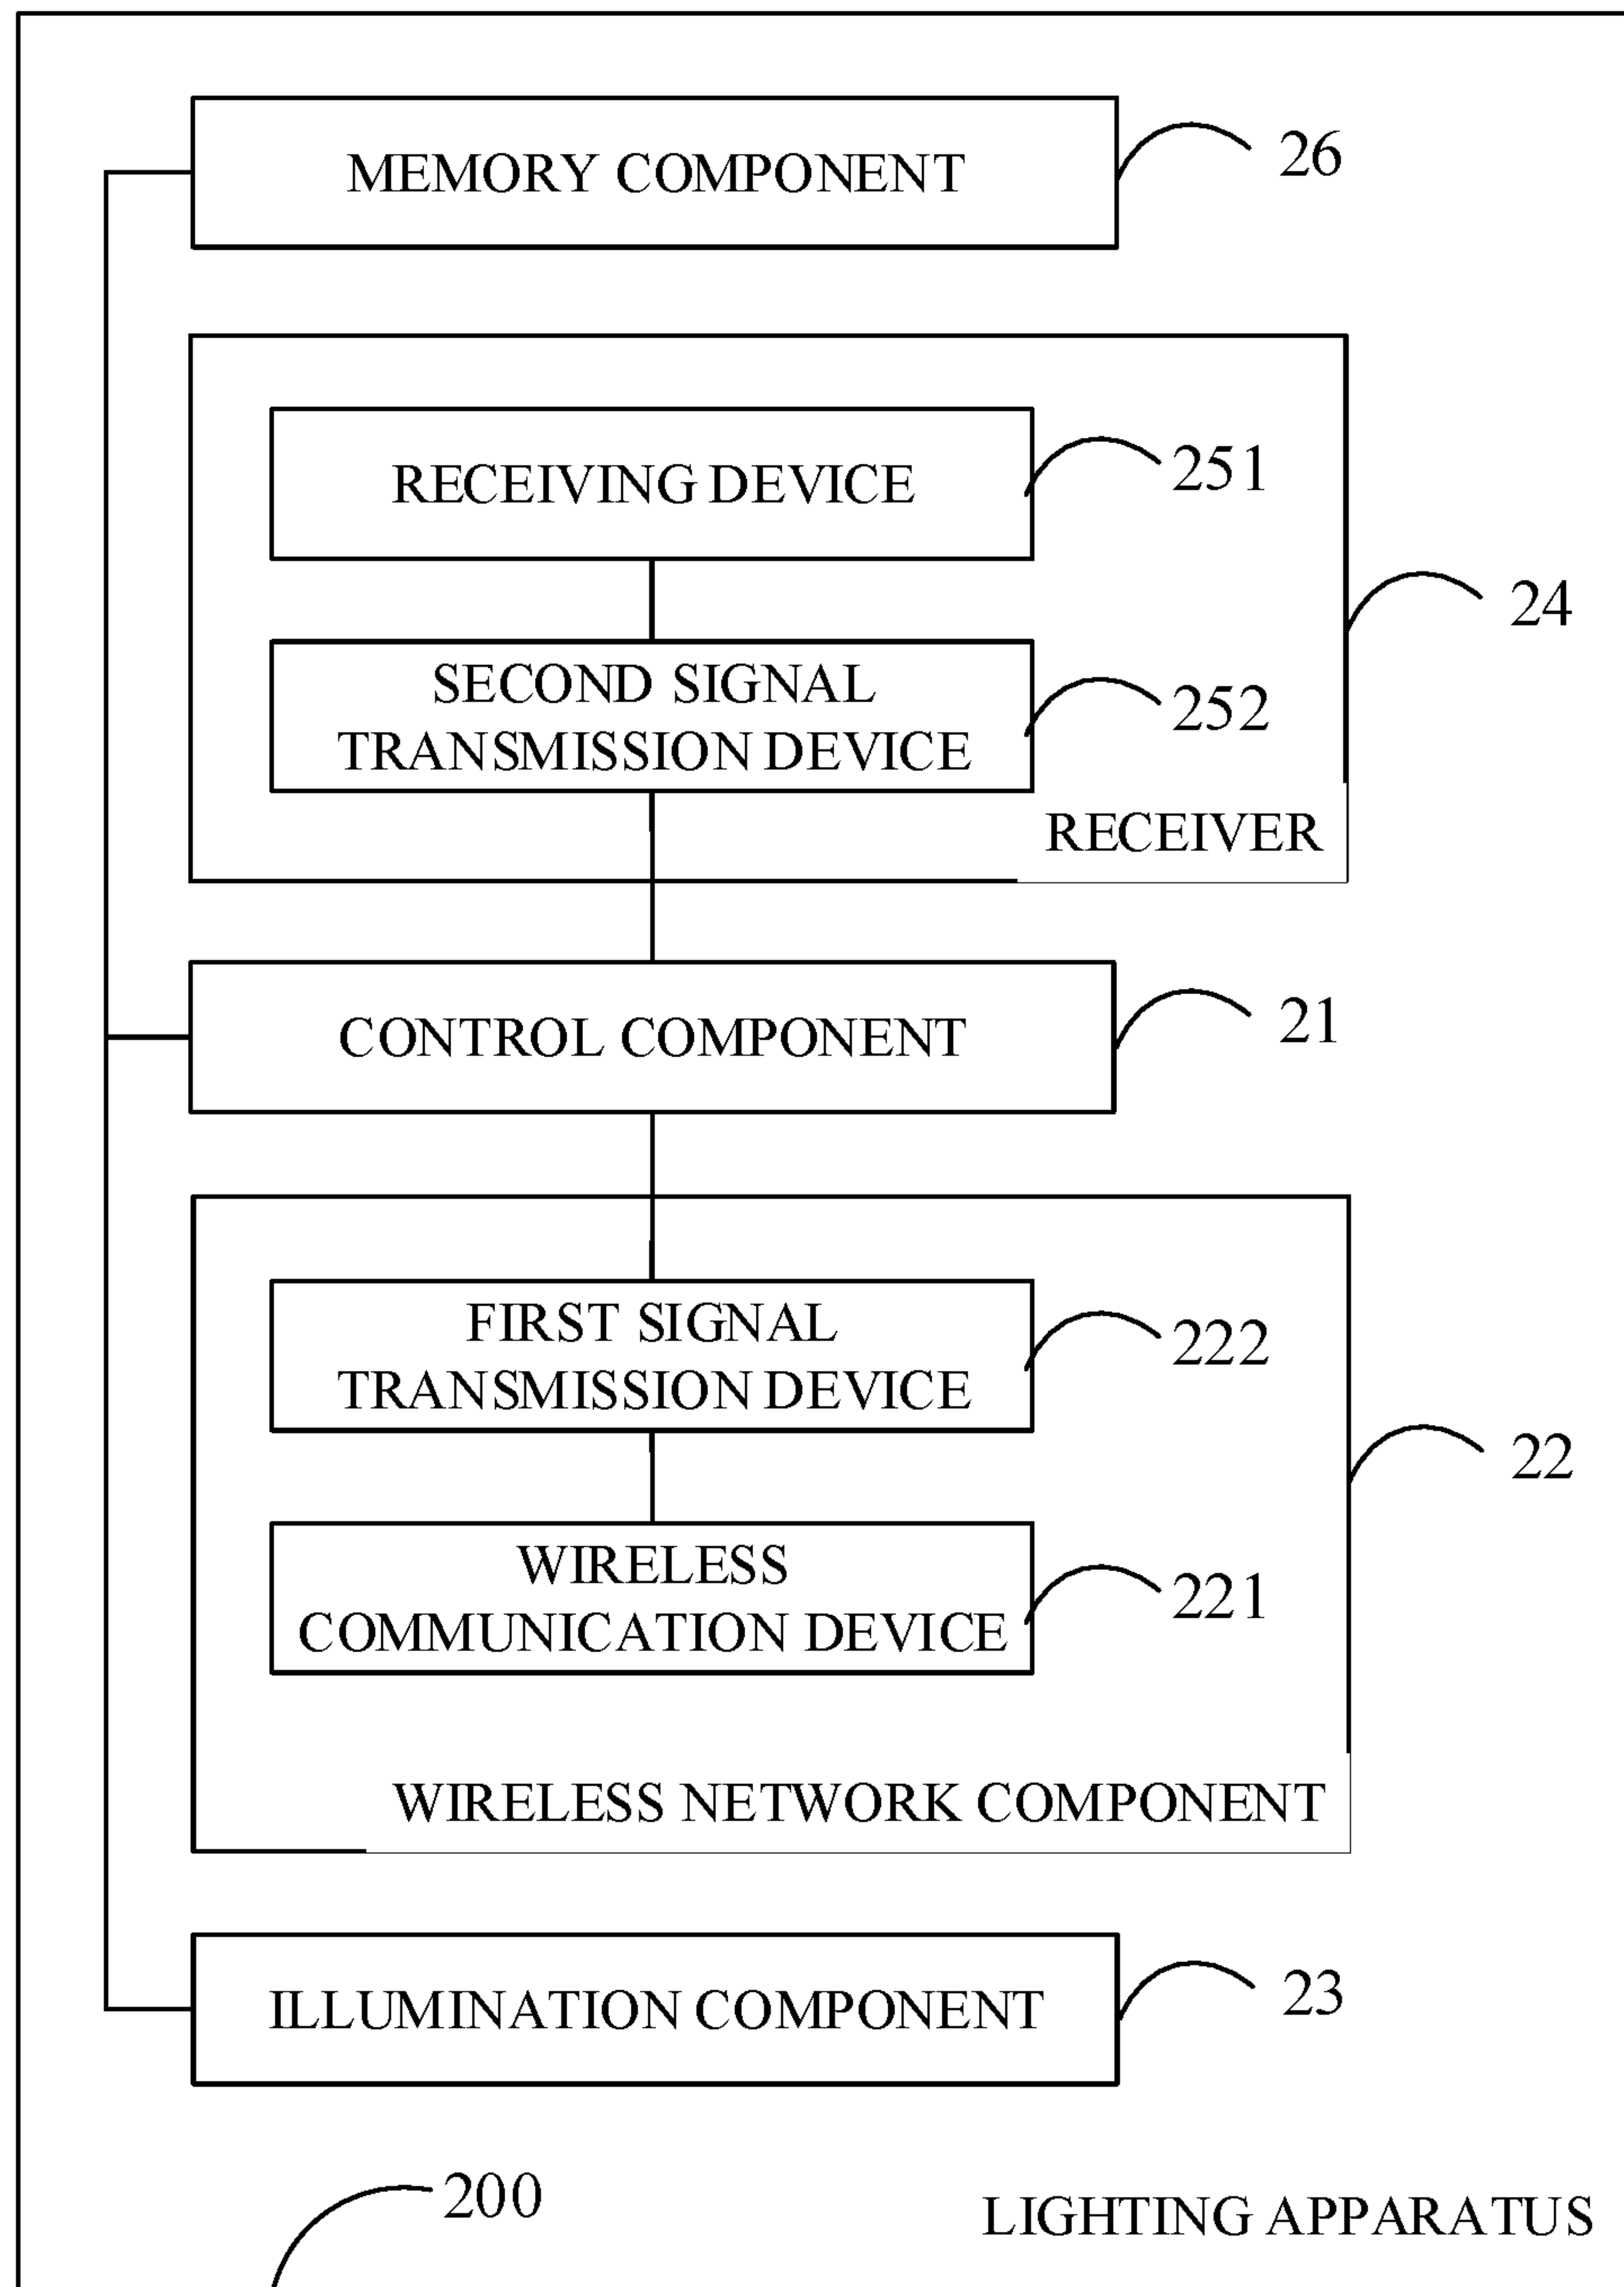 MEMORY COMPONENT
26
RECEIVING DEVICE
251
24
SECOND SIGNAL
TRANSMISSION DEVICE
252
RECEIVER
CONTROL COMPONENT
21
FIRST SIGNAL
TRANSMISSION DEVICE
222
22
WIRELESS
COMMUNICATION DEVICE
221
WIRELESS NETWORK COMPONENT
ILLUMINATION COMPONENT
23
200
LIGHTING APPARATUS